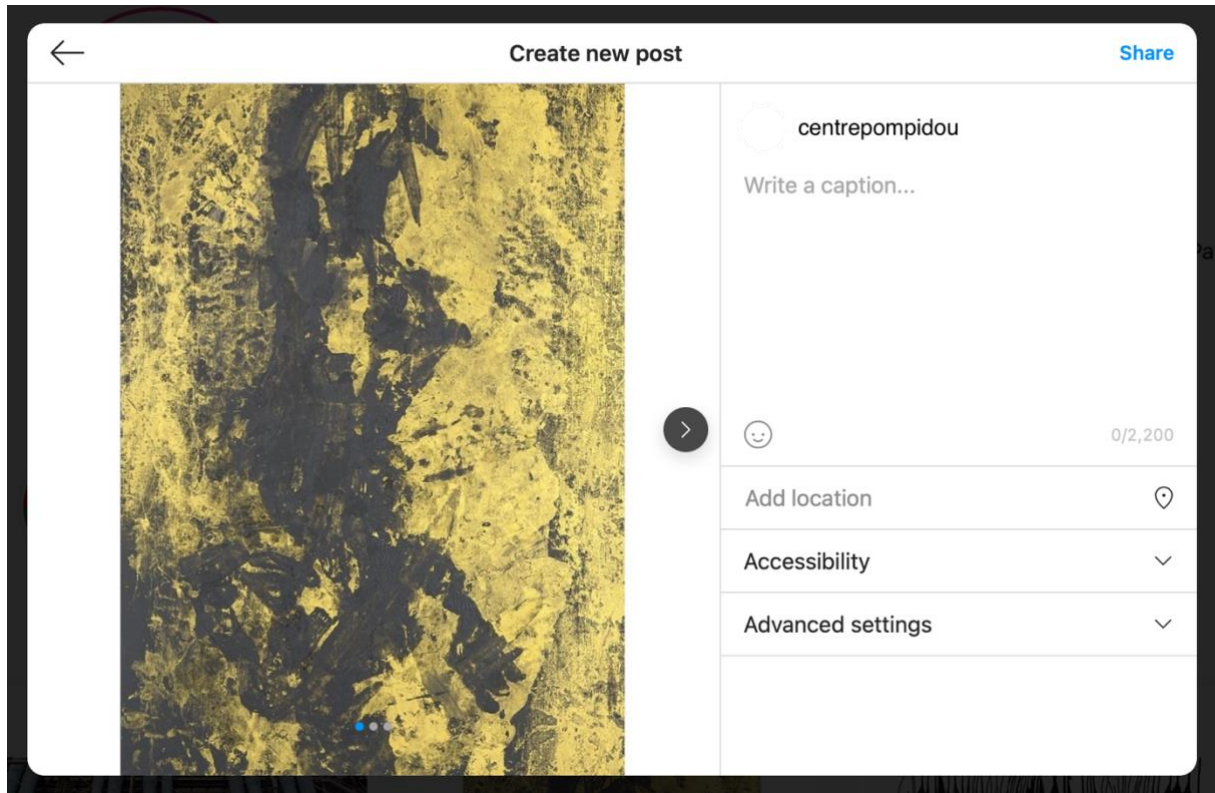 Create new post
Share
centrepompidou
Write a caption...
0/2,200
Add location
Accessibility
Advanced settings